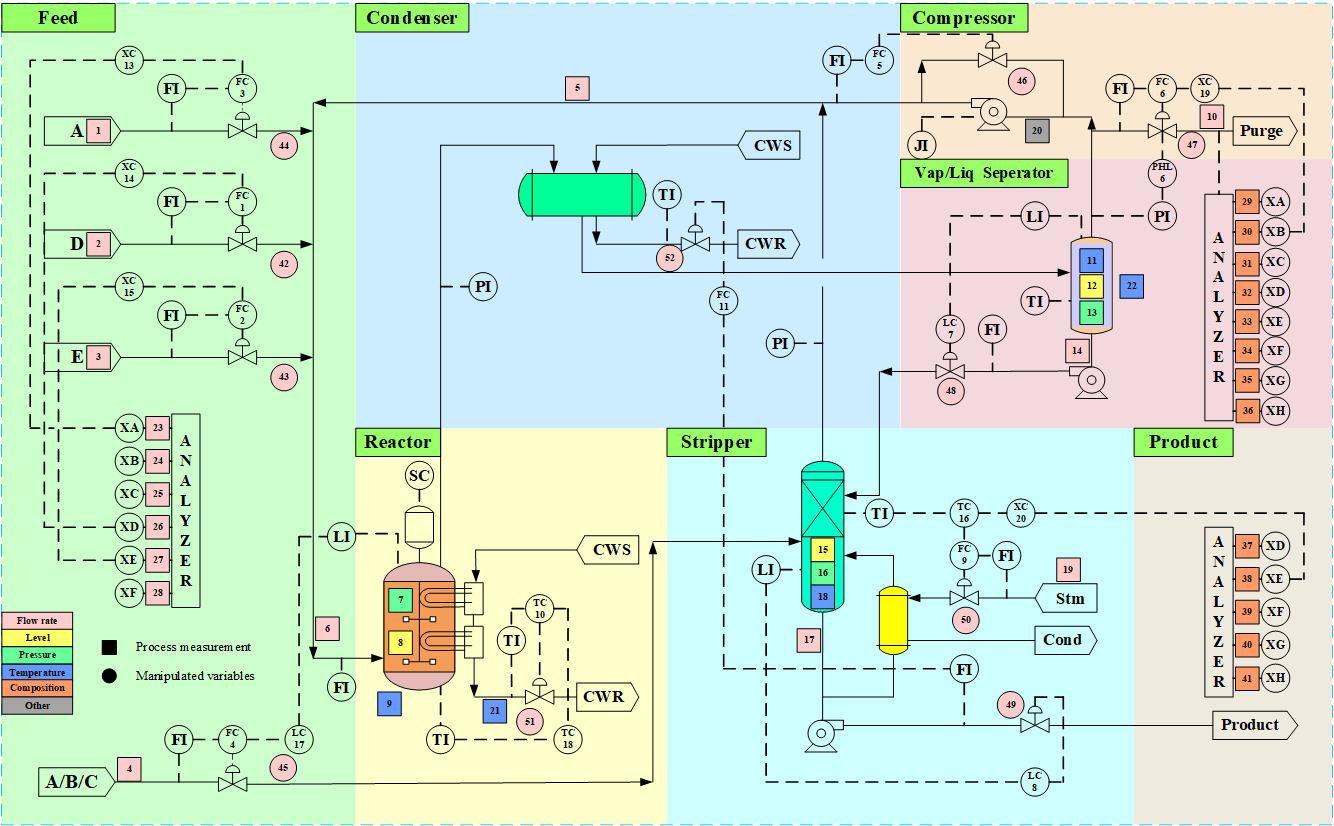 Feed
Condenser
Compressor
XC
13
FI
FC
3
A
1
44
XC
14
FI
FC
1
D
2
42
XC
15
FI
FC
2
E
3
43
XA
23
XB
24
XC
25
XD
26
XE
27
XF
28
ANALYZER
Flow rate
Level
Pressure
Temperature
Composition
Other
Process measurement
Manipulated variables
FI
FC
4
LC
17
45
A/B/C
4
5
CWS
TI
52
CWR
PI
FC
11
PI
FI
FC
5
46
JI
20
FI
FC
6
XC
19
10
47
Purge
Vap/Liq Seperator
PHL
6
LI
PI
11
12
13
22
TI
LC
7
FI
14
48
ANALYZER
29
XA
30
XB
31
XC
32
XD
33
XE
34
XF
35
XG
36
XH
Reactor
SC
LI
CWS
7
8
6
FI
9
TC
10
TI
21
51
CWR
TI
TC
18
Stripper
TI
TC
16
XC
20
15
16
18
LI
FC
9
FI
19
50
Stm
Cond
17
FI
49
LC
8
Product
ANALYZER
37
XD
38
XE
39
XF
40
XG
41
XH
Product